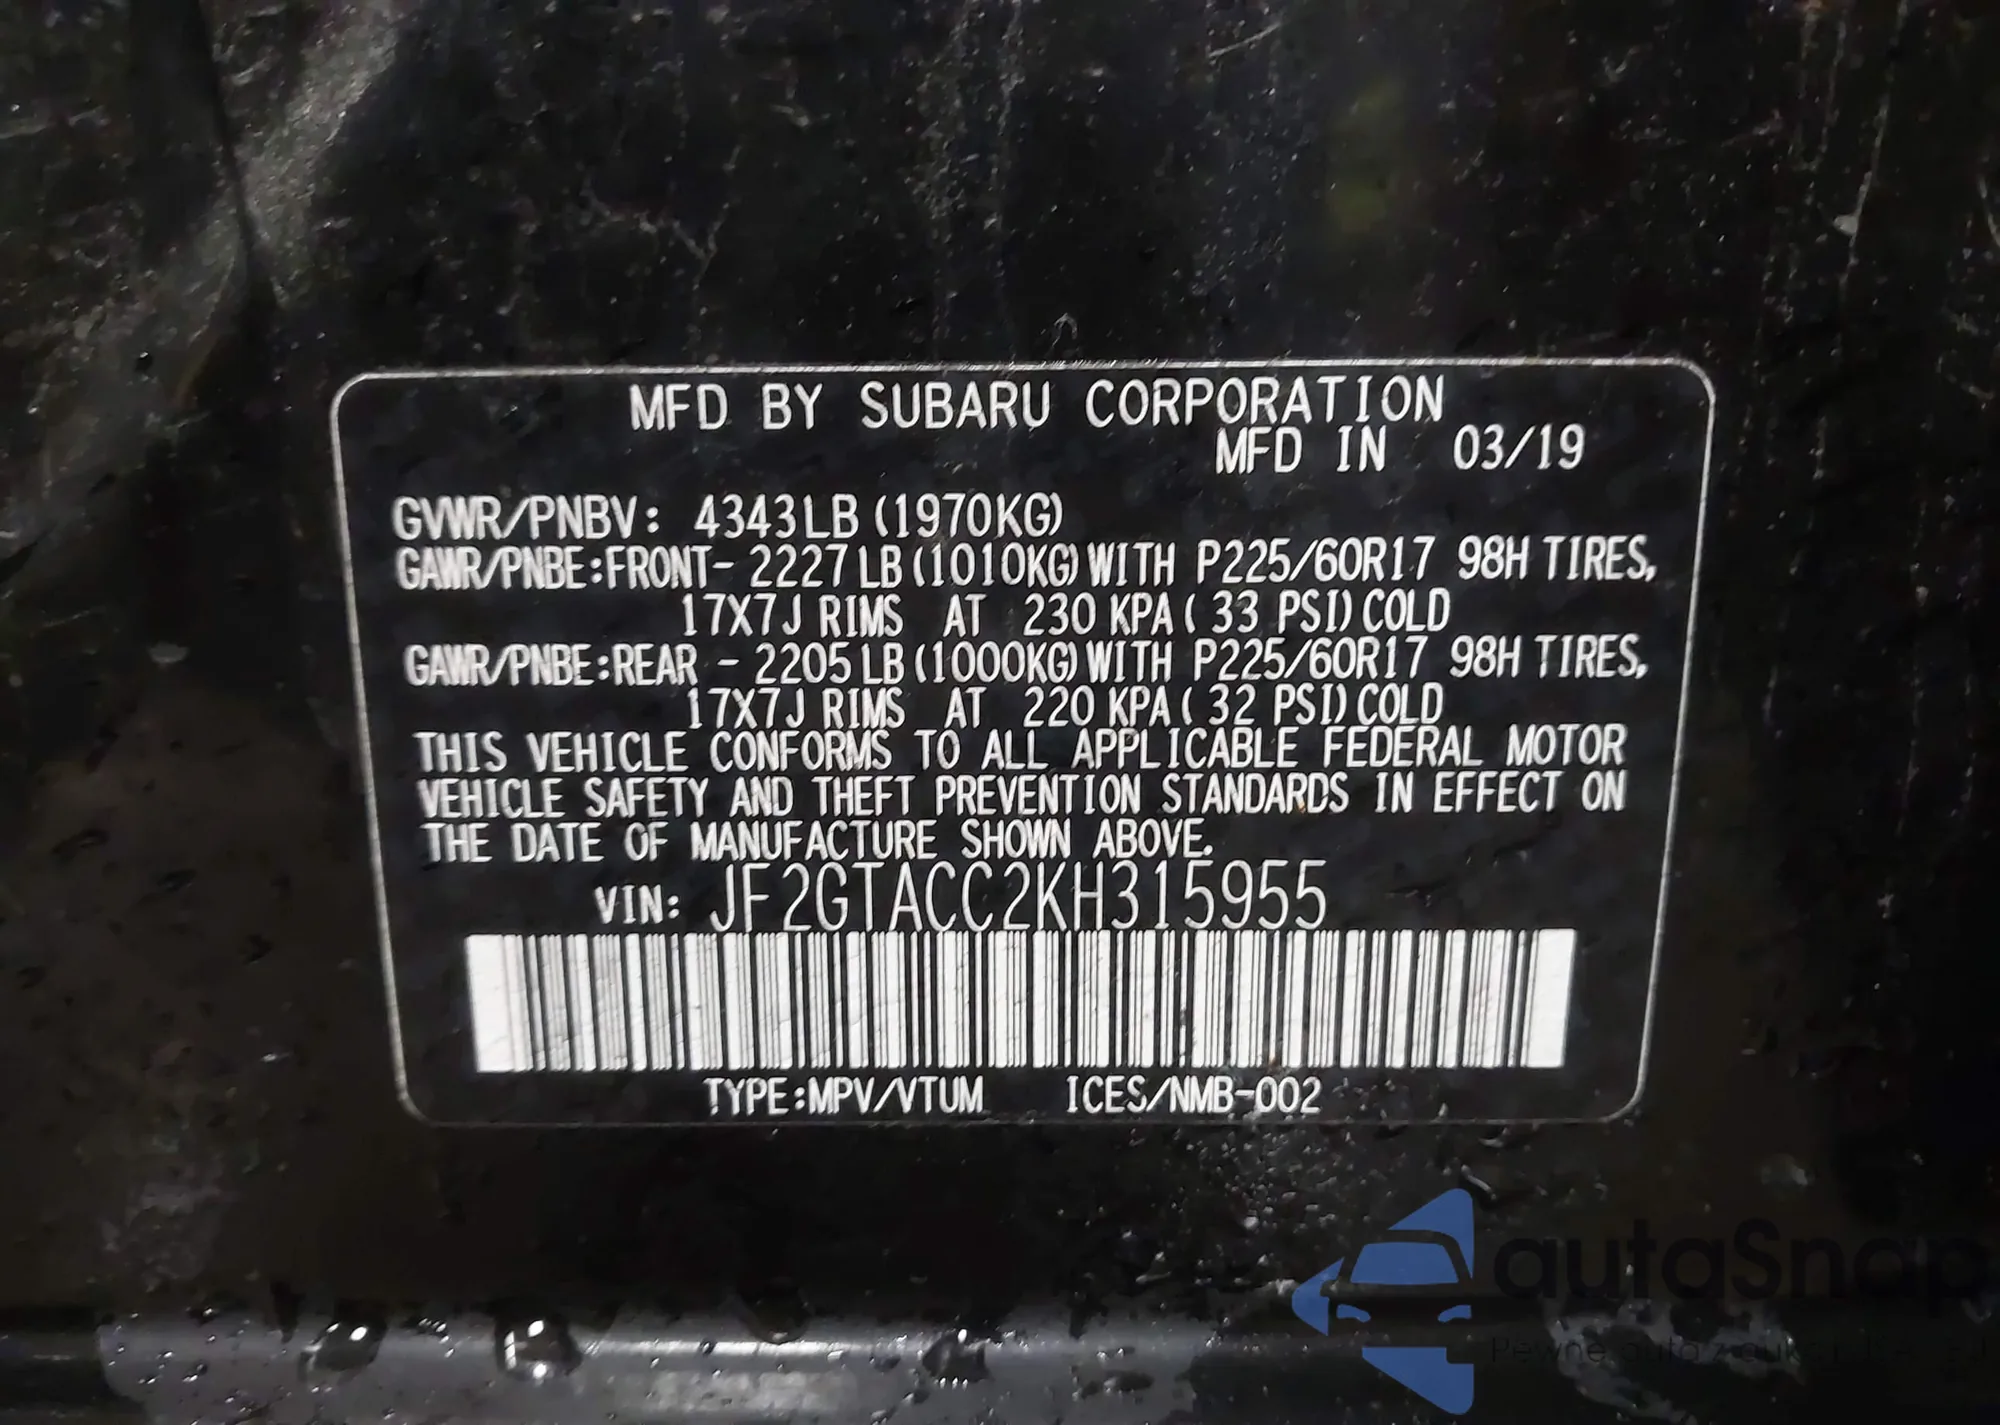 MFD BY SUBARU CORPORATION
MFD IN 03/19
GVWR/PNBV: 4343LB (1970KG)
GAWR/PNBE:FRONT- 2227 LB (1010KG) WITH P225/60R17 98H TIRES,
17X7J RIMS AT 230 KPA ( 33 PSI) COLD
GAWR/PNBE:REAR - 2205 LB (1000KG) WITH P225/60R17 98H TIRES,
17X7J RIMS AT 220 KPA ( 32 PSI) COLD
THIS VEHICLE CONFORMS TO ALL APPLICABLE FEDERAL MOTOR
VEHICLE SAFETY AND THEFT PREVENTION STANDARDS IN EFFECT ON
THE DATE OF MANUFACTURE SHOWN ABOVE.
VIN: JF2GTACC2KH315955
TYPE:MPV/VTUM ICES/NMB-002
autaSnap
Pewne auta z